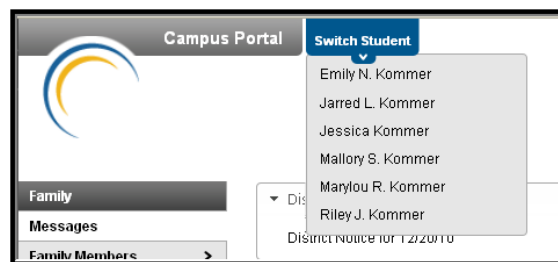 Campus Portal
Switch Student
Emily N. Kommer
Jarred L. Kommer
Jessica Kommer
Mallory S. Kommer
Marylou R. Kommer
Riley J. Kommer
Family
Messages
Family Members
Dis
District Notice for 12/20/10